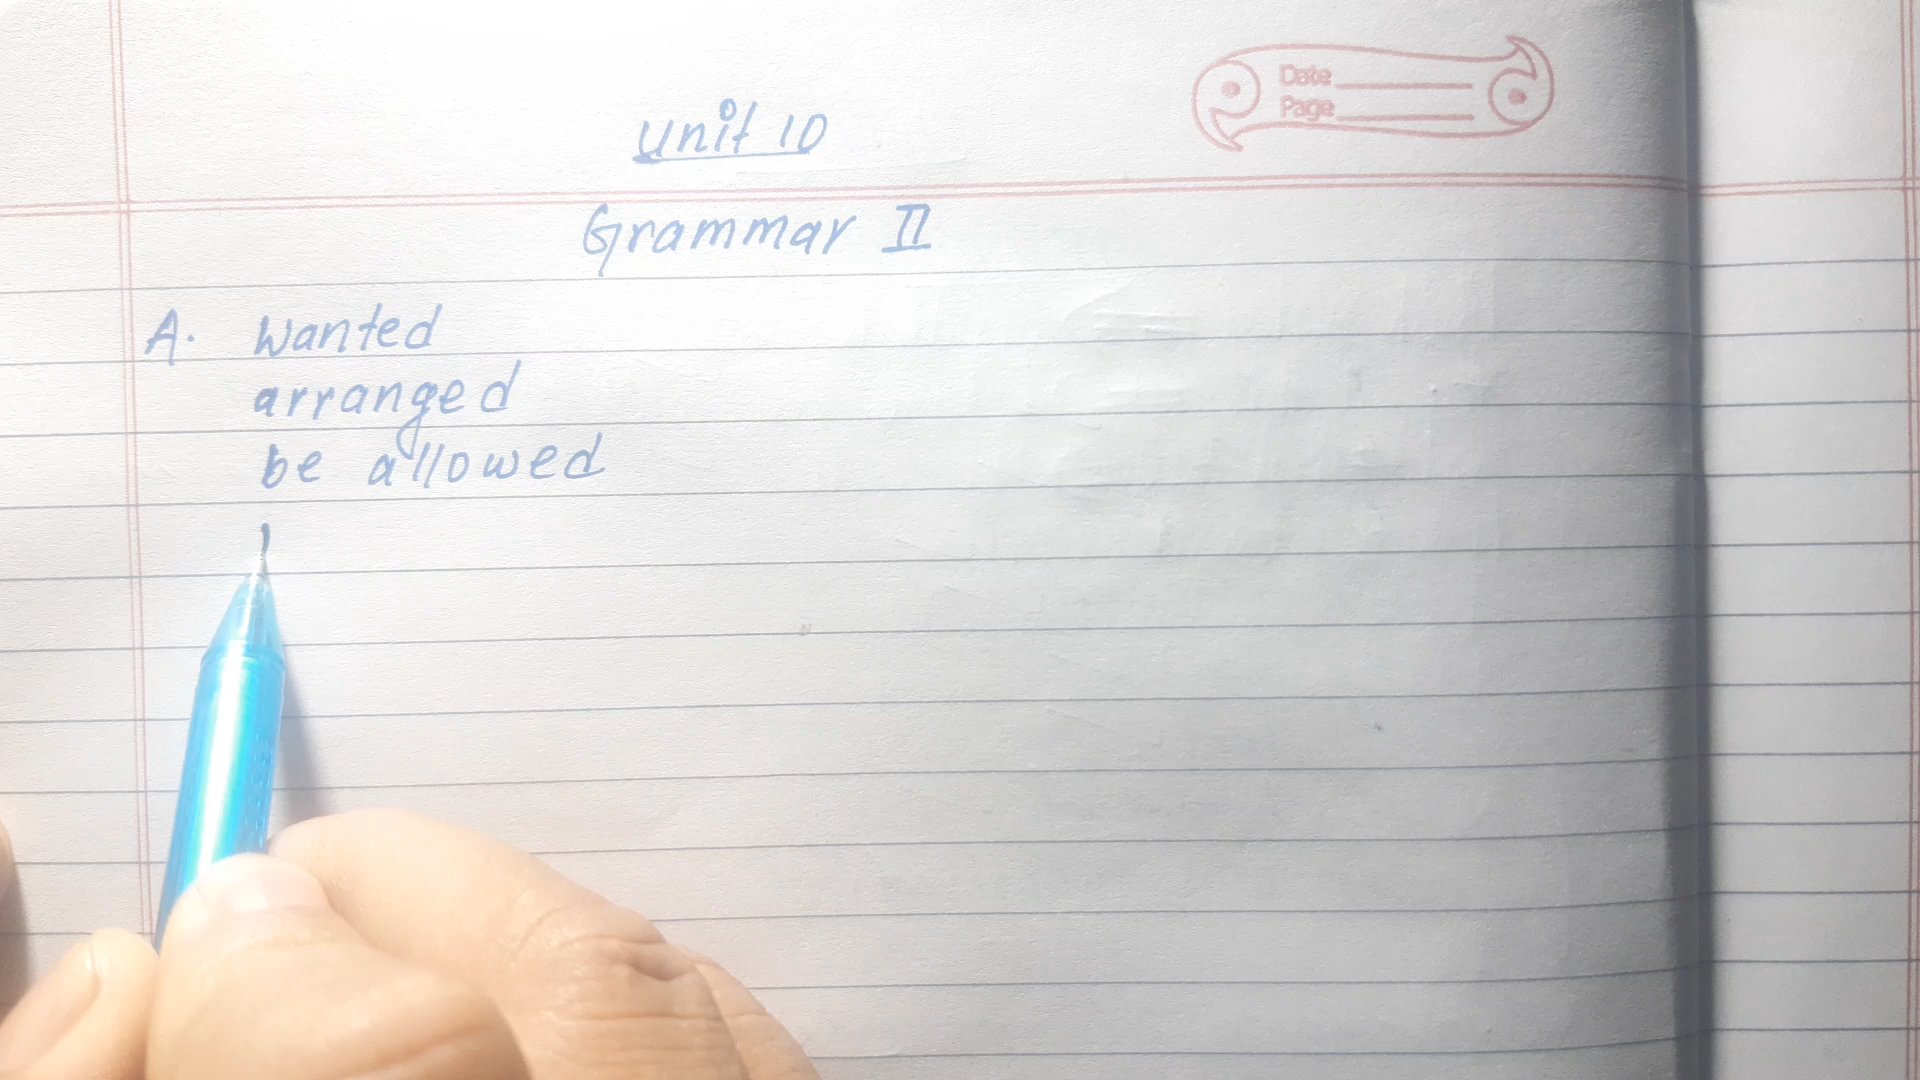 Date
Page
Unit 10
Grammar II
A. Wanted
arranged
be allowed